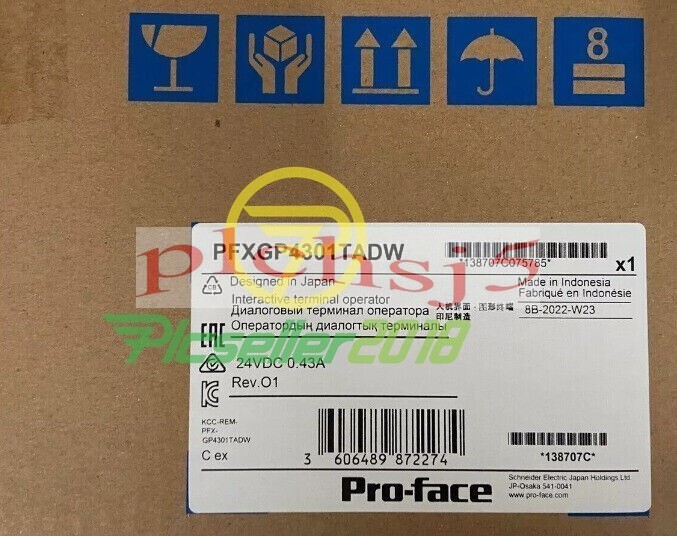 8
PFXGP4301TADW
*138707C075785*
x1
Designed in Japan
Interactive terminal operator
Диалоговый терминал оператора
Оператордың диалогтық терминалы
人机界面·图形终端
印尼制造
Made in Indonesia
Fabriqué en Indonésie
8B-2022-W23
EAC
24VDC 0.43A
Rev.O1
KCC-REM-
PFX-
GP4301TADW
C ex
3 606489 872274
*138707C*
Pro-face
Schneider Electric Japan Holdings Ltd.
JP-Osaka 541-0041
www.pro-face.com
plchsj5
Plcseller2018